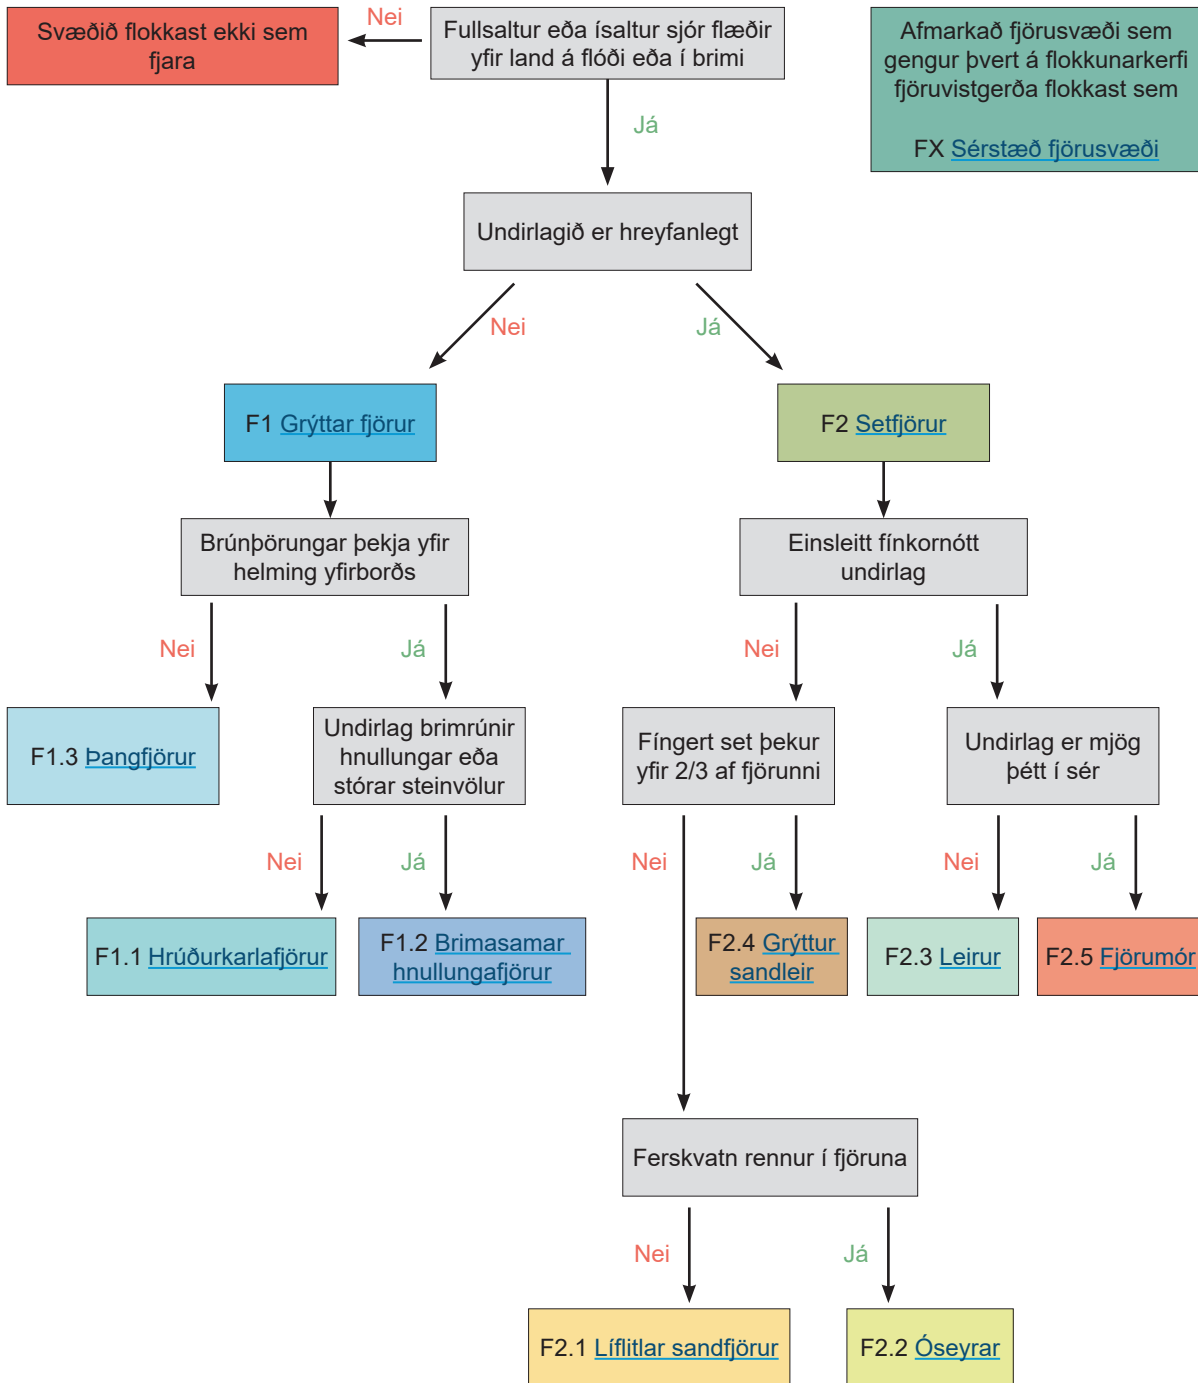 Nei
Svæðið flokkast ekki sem
fjara
Fullsaltur eða ísaltur sjór flæðir
yfir land á flóði eða í brimi
Afmarkað fjörusvæði sem
gengur þvert á flokkunarkerfi
fjöruvistgerða flokkast sem
FX Sérstæð fjörusvæði
Já
Undirlagið er hreyfanlegt
Nei
Já
F1 Grýttar fjörur
F2 Setfjörur
Brúnþörungar þekja yfir
helming yfirborðs
Einsleitt fínkornótt
undirlag
Nei
Já
Nei
Já
F1.3 Þangfjörur
Undirlag brimrúnir
hnullungar eða
stórar steinvölur
Fíngert set þekur
yfir 2/3 af fjörunni
Undirlag er mjög
þétt í sér
Nei
Já
Nei
Já
Nei
Já
F1.1 Hrúðurkarlafjörur
F1.2 Brimasamar
hnullungafjörur
F2.4 Grýttur
sandleir
F2.3 Leirur
F2.5 Fjörumór
Ferskvatn rennur í fjöruna
Nei
Já
F2.1 Líflitlar sandfjörur
F2.2 Óseyrar